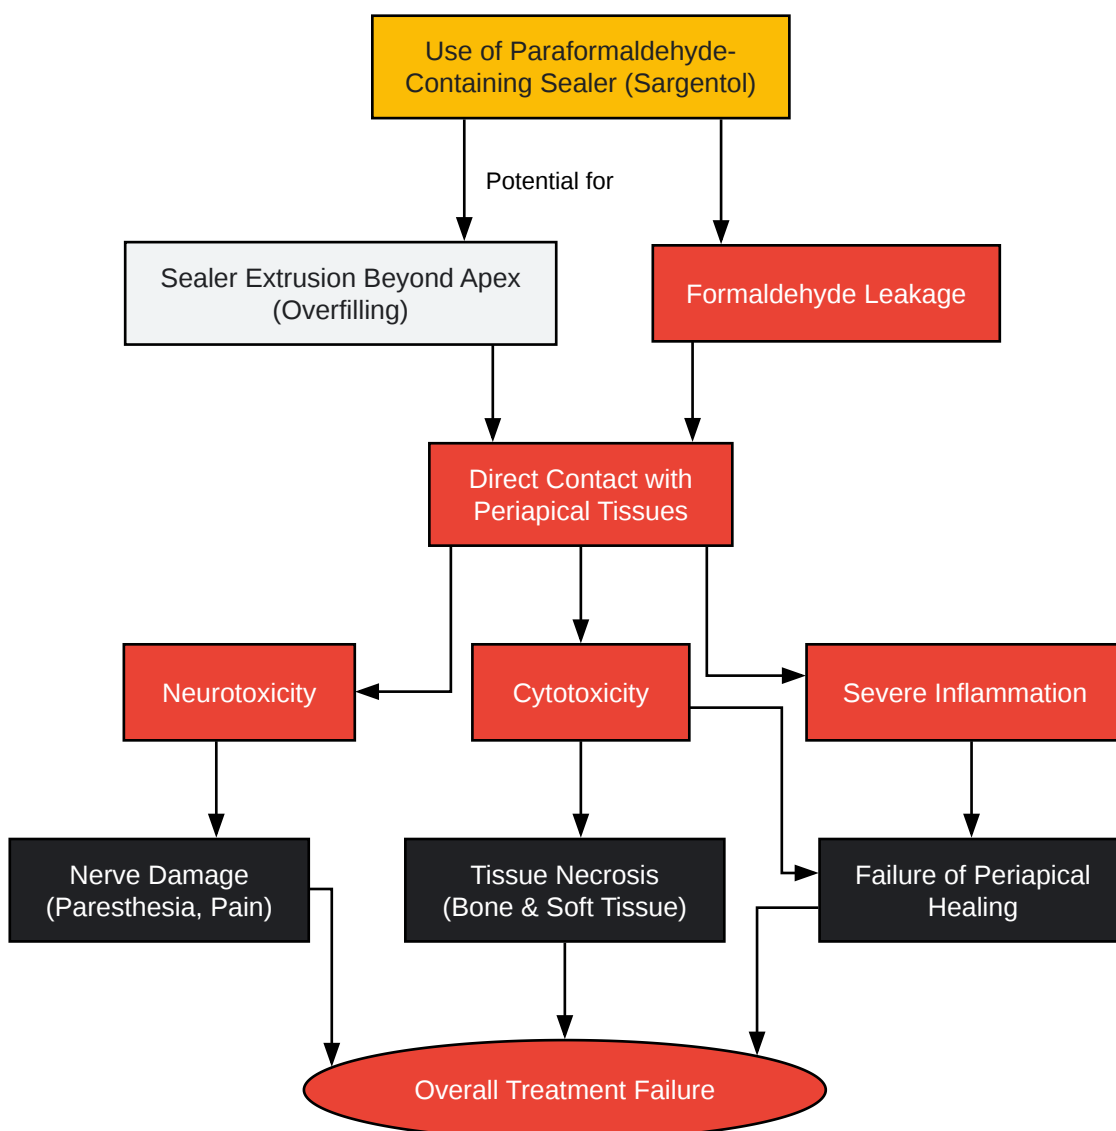 Use of Paraformaldehyde-
Containing Sealer (Sargentol)
Potential for
Sealer Extrusion Beyond Apex
(Overfilling)
Formaldehyde Leakage
Direct Contact with
Periapical Tissues
Neurotoxicity
Cytotoxicity
Severe Inflammation
Nerve Damage
(Paresthesia, Pain)
Tissue Necrosis
(Bone & Soft Tissue)
Failure of Periapical
Healing
Overall Treatment Failure